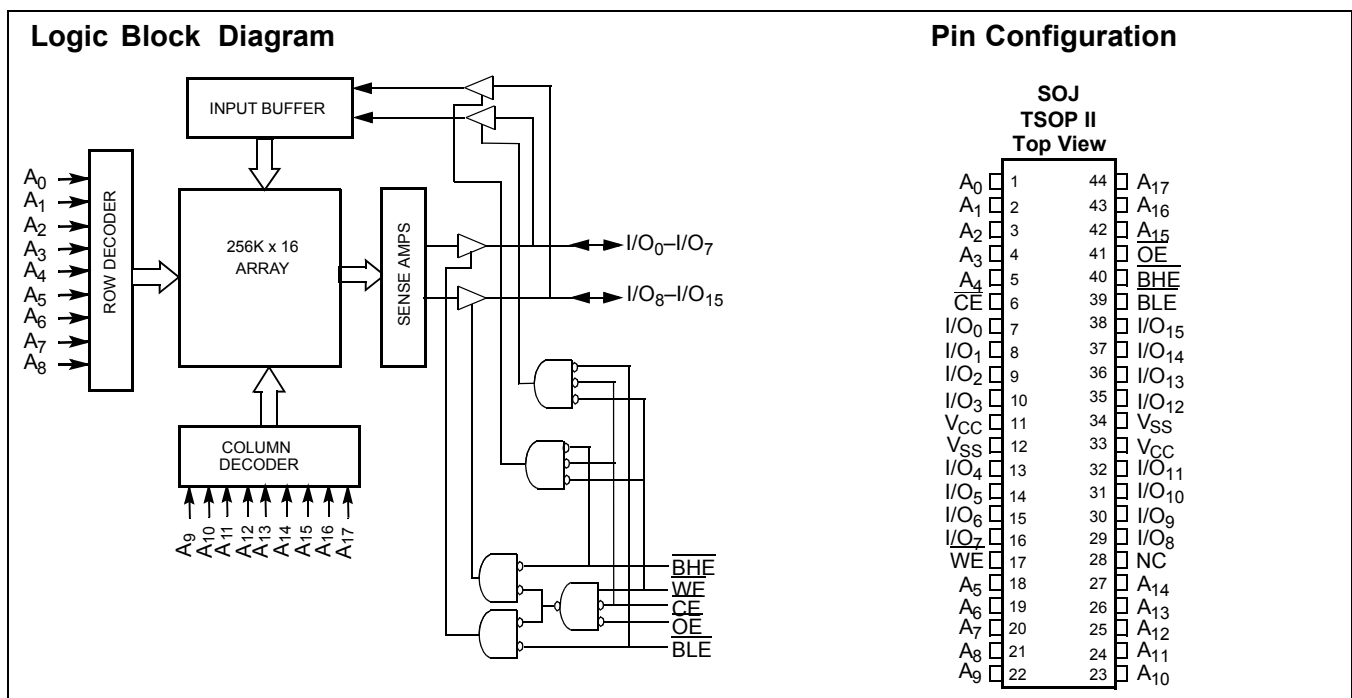 Logic Block Diagram
INPUT BUFFER
A0
A1
A2
A3
A4
A5
A6
A7
A8
ROW DECODER
256K x 16
ARRAY
SENSE AMPS
I/O0–I/O7
I/O8–I/O15
COLUMN
DECODER
A9
A10
A11
A12
A13
A14
A15
A16
A17
BHE
WE
CE
OE
BLE
Pin Configuration
SOJ
TSOP II
Top View
A0 1 44 A17
A1 2 43 A16
A2 3 42 A15
A3 4 41 OE
A4 5 40 BHE
CE 6 39 BLE
I/O0 7 38 I/O15
I/O1 8 37 I/O14
I/O2 9 36 I/O13
I/O3 10 35 I/O12
VCC 11 34 VSS
VSS 12 33 VCC
I/O4 13 32 I/O11
I/O5 14 31 I/O10
I/O6 15 30 I/O9
I/O7 16 29 I/O8
WE 17 28 NC
A5 18 27 A14
A6 19 26 A13
A7 20 25 A12
A8 21 24 A11
A9 22 23 A10